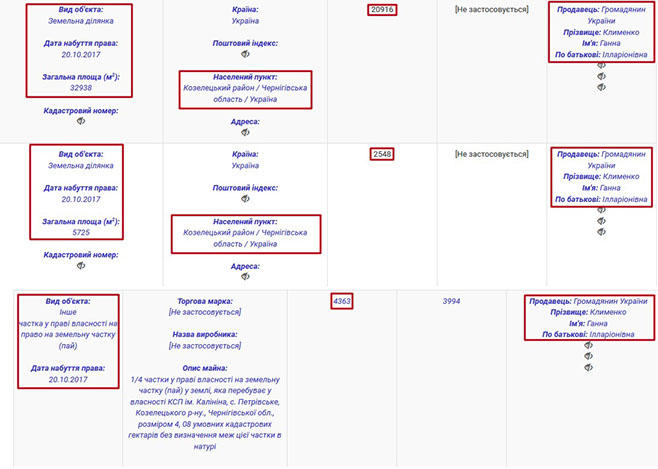 Вид об'єкта:
Земельна ділянка
Дата набуття права:
20.10.2017
Загальна площа (м²):
32938
Кадастровий номер:
Країна:
Україна
Поштовий індекс:
Населений пункт:
Козелецький район / Чернігівська
область / Україна
Адреса:
20916
[Не застосовується]
Продавець: Громадянин
України
Прізвище: Клименко
Ім'я: Ганна
По батькові: Ілларіонівна
Вид об'єкта:
Земельна ділянка
Дата набуття права:
20.10.2017
Загальна площа (м²):
5725
Кадастровий номер:
Країна:
Україна
Поштовий індекс:
Населений пункт:
Козелецький район / Чернігівська
область / Україна
Адреса:
2548
[Не застосовується]
Продавець: Громадянин
України
Прізвище: Клименко
Ім'я: Ганна
По батькові: Ілларіонівна
Вид об'єкта:
Інше
частка у праві власності на
право на земельну частку
(пай)
Дата набуття права:
20.10.2017
Торгова марка:
[Не застосовується]
Назва виробника:
[Не застосовується]
Опис майна:
1/4 частки у праві власності на земельну
частку (пай) у землі, яка перебуває у
власності КСП ім. Калініна, с. Петрівське,
Козелецького р-ну., Чернігівської обл.,
розміром 4, 08 умовних кадастрових
гектарів без визначення меж цієї частки в
натурі
4363
3994
Продавець: Громадянин України
Прізвище: Клименко
Ім'я: Ганна
По батькові: Ілларіонівна